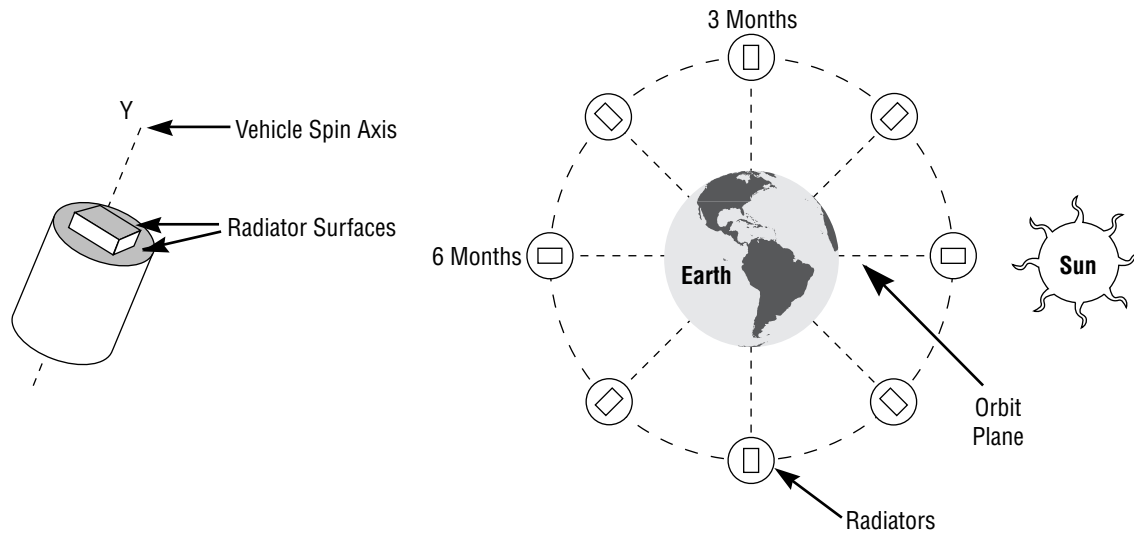 3 Months
Y
Vehicle Spin Axis
Radiator Surfaces
6 Months
Earth
Sun
Orbit
Plane
Radiators